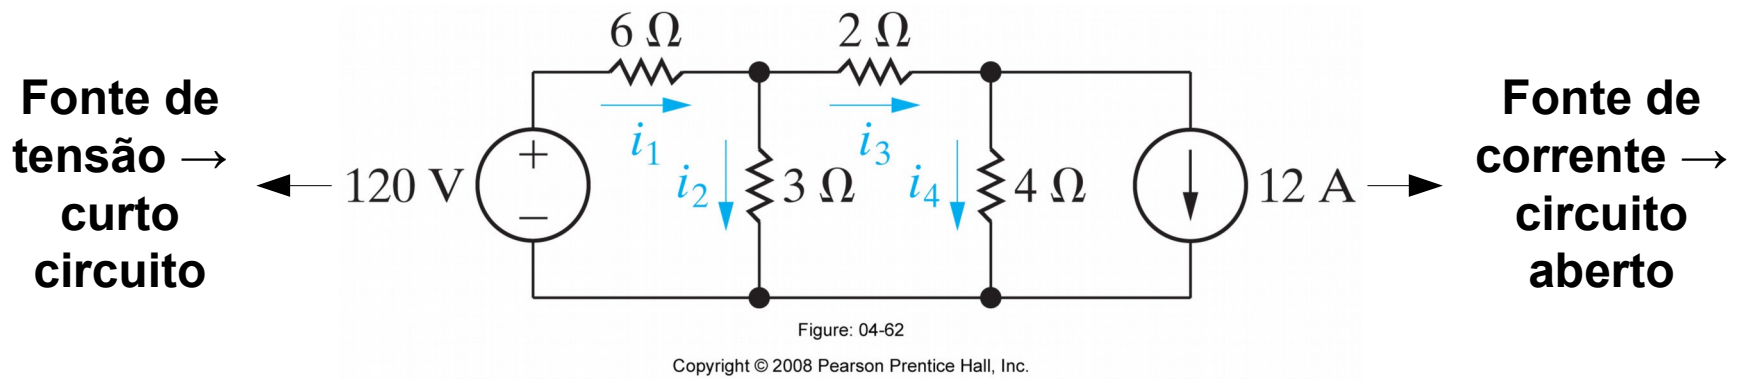 Fonte de
tensão →
curto
circuito
120 V
+
–
6 Ω
i1
i2
3 Ω
2 Ω
i3
i4
4 Ω
12 A
Fonte de
corrente →
circuito
aberto
Figure: 04-62
Copyright © 2008 Pearson Prentice Hall, Inc.